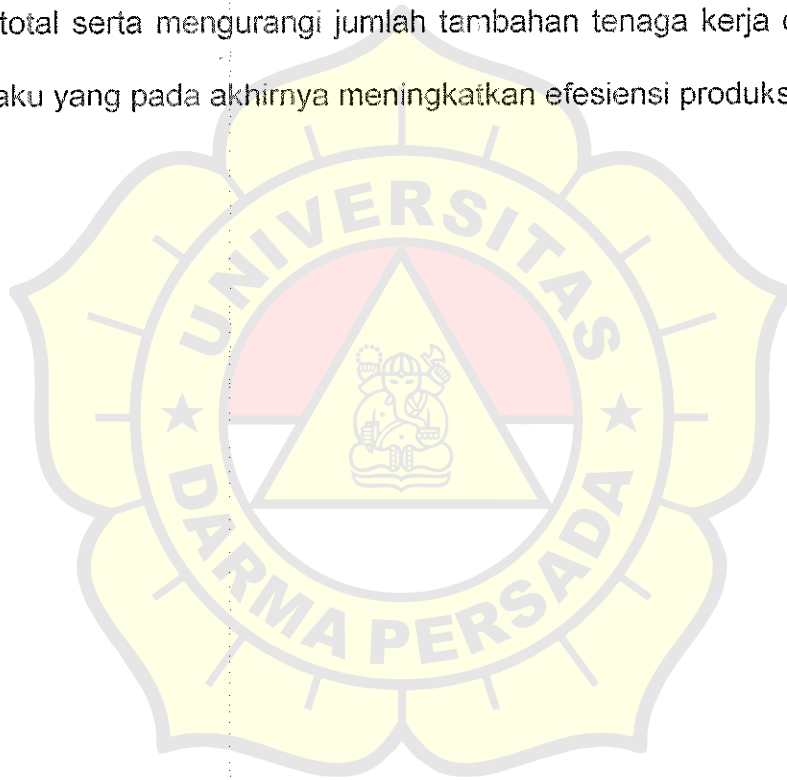 total serta mengurangi jumlah tambahan tenaga kerja
aku yang pada akhirnya meningkatkan efesiensi produks
UNIVERSITAS
DARMA PERSADA